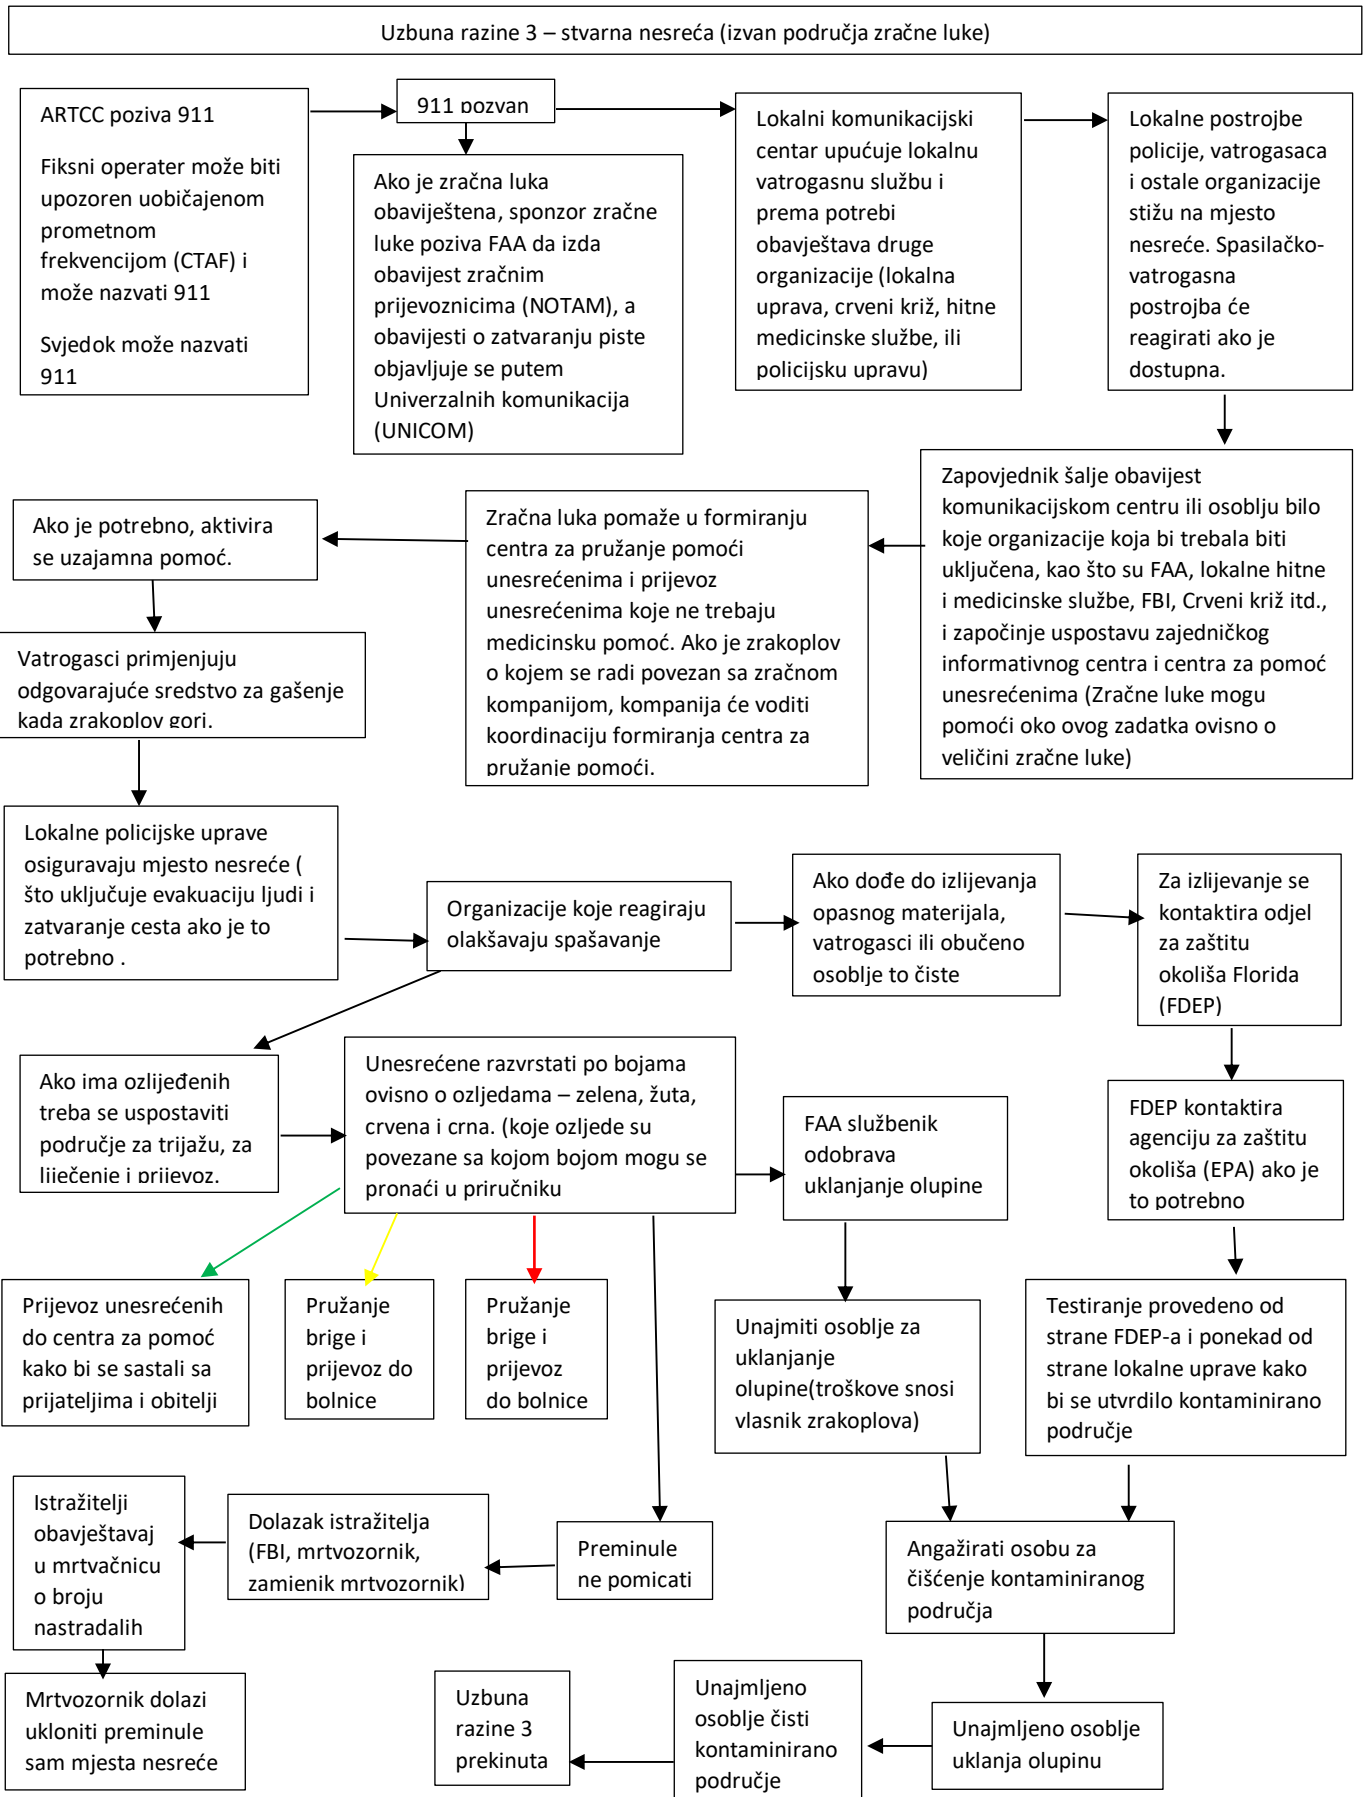 Uzbuna razine 3 – stvarna nesreća (izvan područja zračne luke)
ARTCC poziva 911
Fiksni operater može biti
upozoren uobičajenom
prometnom
frekvencijom (CTAF) i
može nazvati 911
Svjedok može nazvati
911
911 pozvan
Ako je zračna luka
obaviještena, sponzor zračne
luke poziva FAA da izda
obavijest zračnim
prijevoznicima (NOTAM), a
obavijesti o zatvaranju piste
objavljuje se putem
Univerzalnih komunikacija
(UNICOM)
Lokalni komunikacijski
centar upućuje lokalnu
vatrogasnu službu i
prema potrebi
obavještava druge
organizacije (lokalna
uprava, crveni križ, hitne
medicinske službe, ili
policijsku upravu)
Lokalne postrojbe
policije, vatrogasaca
i ostale organizacije
stižu na mjesto
nesreće. Spasilačko-
vatrogasna
postrojba će
reagirati ako je
dostupna.
Zapovjednik šalje obavijest
komunikacijskom centru ili osoblju bilo
koje organizacije koja bi trebala biti
uključena, kao što su FAA, lokalne hitne
i medicinske službe, FBI, Crveni križ itd.,
i započinje uspostavu zajedničkog
informativnog centra i centra za pomoć
unesrećenima (Zračne luke mogu
pomoći oko ovog zadatka ovisno o
veličini zračne luke)
Zračna luka pomaže u formiranju
centra za pružanje pomoći
unesrećenima i prijevoz
unesrećenima koje ne trebaju
medicinsku pomoć. Ako je zrakoplov
o kojem se radi povezan sa zračnom
kompanijom, kompanija će voditi
koordinaciju formiranja centra za
pružanje pomoći.
Ako je potrebno, aktivira
se uzajamna pomoć.
Vatrogasci primjenjuju
odgovarajuće sredstvo za gašenje
kada zrakoplov gori.
Lokalne policijske uprave
osiguravaju mjesto nesreće (
što uključuje evakuaciju ljudi i
zatvaranje cesta ako je to
potrebno .
Organizacije koje reagiraju
olakšavaju spašavanje
Ako dođe do izlijevanja
opasnog materijala,
vatrogasci ili obučeno
osoblje to čiste
Za izlijevanje se
kontaktira odjel
za zaštitu
okoliša Florida
(FDEP)
Ako ima ozlijeđenih
treba se uspostaviti
područje za trijažu, za
liječenje i prijevoz.
Unesrećene razvrstati po bojama
ovisno o ozljedama – zelena, žuta,
crvena i crna. (koje ozljede su
povezane sa kojom bojom mogu se
pronaći u priručniku
FAA službenik
odobrava
uklanjanje olupine
FDEP kontaktira
agenciju za zaštitu
okoliša (EPA) ako je
to potrebno
Prijevoz unesrećenih
do centra za pomoć
kako bi se sastali sa
prijateljima i obitelji
Pružanje
brige i
prijevoz do
bolnice
Pružanje
brige i
prijevoz
do bolnice
Unajmiti osoblje za
uklanjanje
olupine(troškove snosi
vlasnik zrakoplova)
Testiranje provedeno od
strane FDEP-a i ponekad od
strane lokalne uprave kako
bi se utvrdilo kontaminirano
područje
Istražitelji
obavještavaj
u mrtvačnicu
o broju
nastradalih
Dolazak istražitelja
(FBI, mrtvozornik,
zamjenik mrtvozornik)
Preminule
ne pomicati
Angažirati osobu za
čišćenje kontaminiranog
područja
Mrtvozornik dolazi
ukloniti preminule
sam mjesta nesreće
Uzbuna
razine 3
prekinuta
Unajmljeno
osoblje čisti
kontaminirano
područje
Unajmljeno osoblje
uklanja olupinu